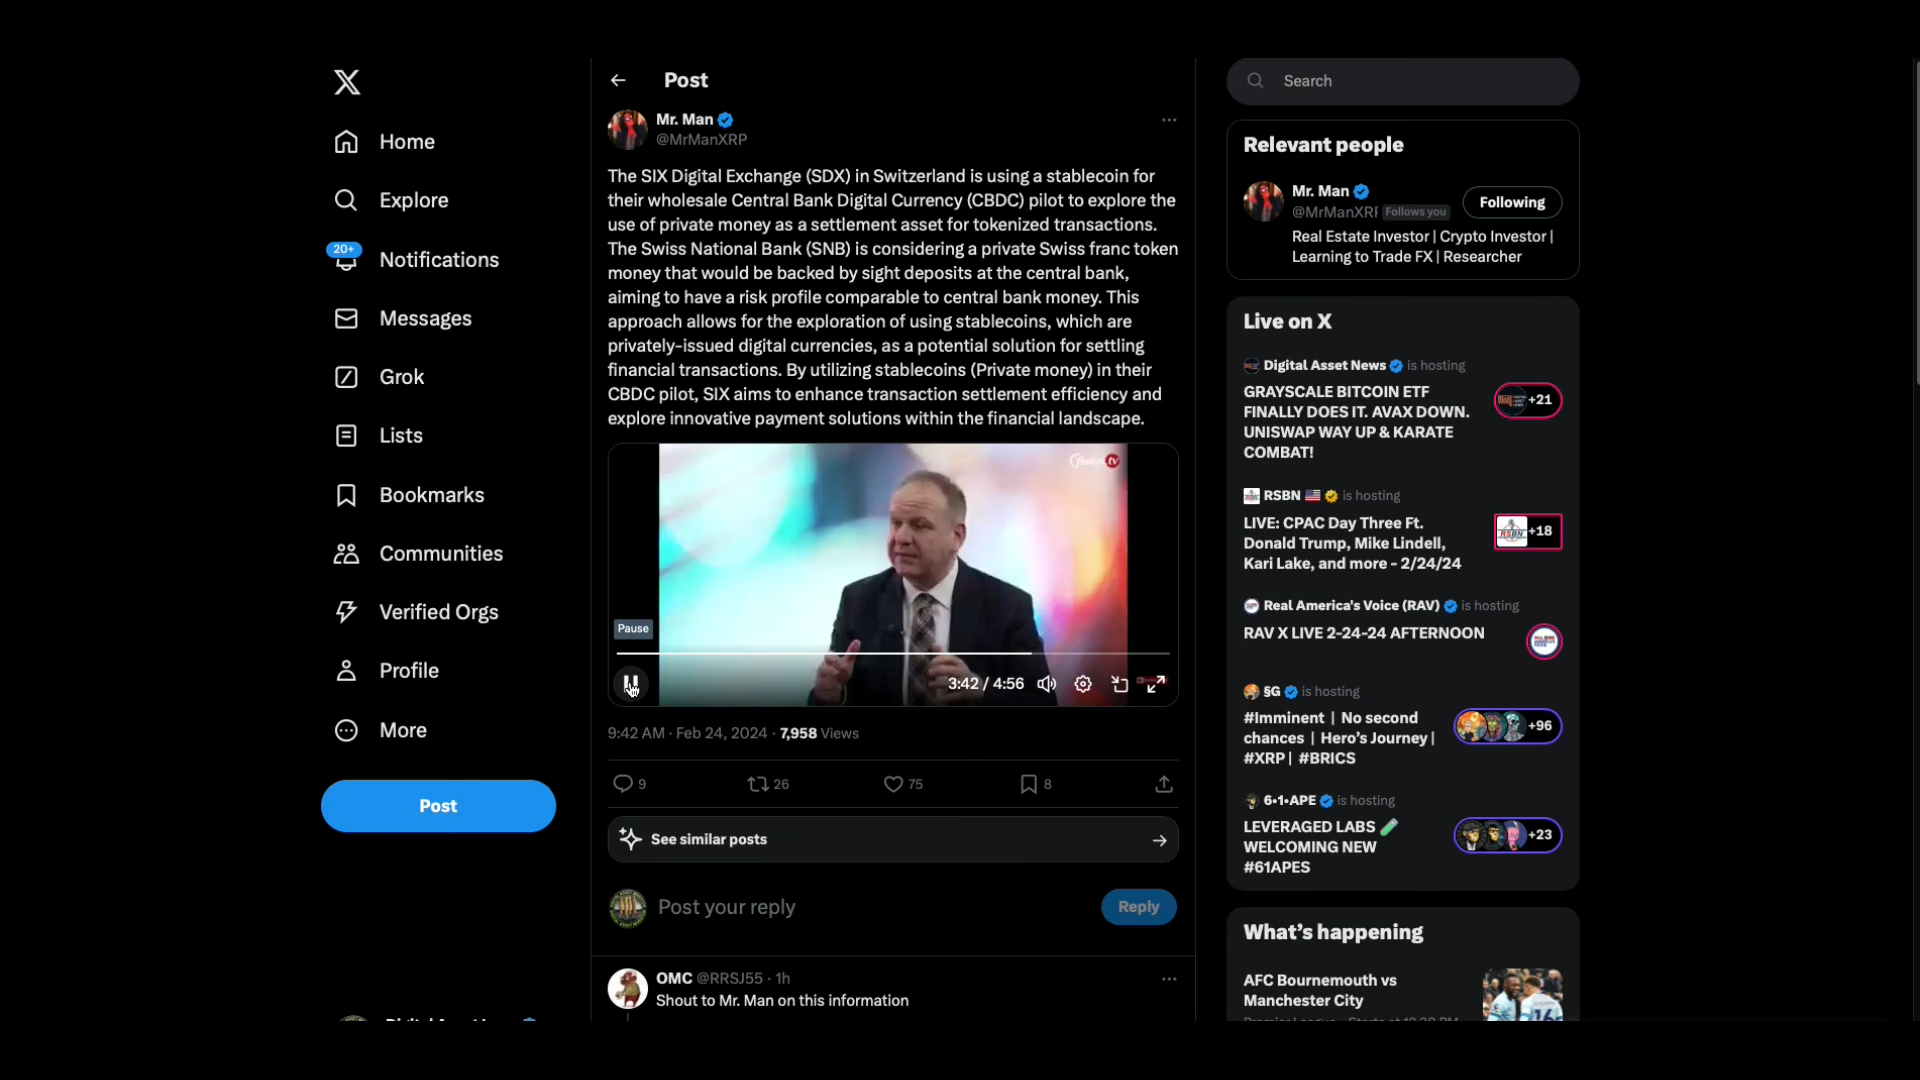 Home
Explore
20+
Notifications
Messages
Grok
Lists
Bookmarks
Communities
Verified Orgs
Profile
More
Post
Post
Mr. Man
@MrManXRP
The SIX Digital Exchange (SDX) in Switzerland is using a stablecoin for
their wholesale Central Bank Digital Currency (CBDC) pilot to explore the
use of private money as a settlement asset for tokenized transactions.
The Swiss National Bank (SNB) is considering a private Swiss franc token
money that would be backed by sight deposits at the central bank,
aiming to have a risk profile comparable to central bank money. This
approach allows for the exploration of using stablecoins, which are
privately-issued digital currencies, as a potential solution for settling
financial transactions. By utilizing stablecoins (Private money) in their
CBDC pilot, SIX aims to enhance transaction settlement efficiency and
explore innovative payment solutions within the financial landscape.
Pause
3:42 / 4:56
9:42 AM · Feb 24, 2024 · 7,958 Views
9 26 75 8
See similar posts
Post your reply
Reply
OMC @RRSJ55 · 1h
Shout to Mr. Man on this information
Search
Relevant people
Mr. Man
@MrManXRP Follows you
Following
Real Estate Investor | Crypto Investor |
Learning to Trade FX | Researcher
Live on X
Digital Asset News is hosting
GRAYSCALE BITCOIN ETF
FINALLY DOES IT. AVAX DOWN.
UNISWAP WAY UP & KARATE
COMBAT!
+21
RSBN 🇺🇸 is hosting
LIVE: CPAC Day Three Ft.
Donald Trump, Mike Lindell,
Kari Lake, and more - 2/24/24
+18
Real America's Voice (RAV) is hosting
RAV X LIVE 2-24-24 AFTERNOON
§G is hosting
#Imminent | No second
chances | Hero's Journey |
#XRP | #BRICS
+96
6•1•APE is hosting
LEVERAGED LABS 🧪
WELCOMING NEW
#61APES
+23
What's happening
AFC Bournemouth vs
Manchester City